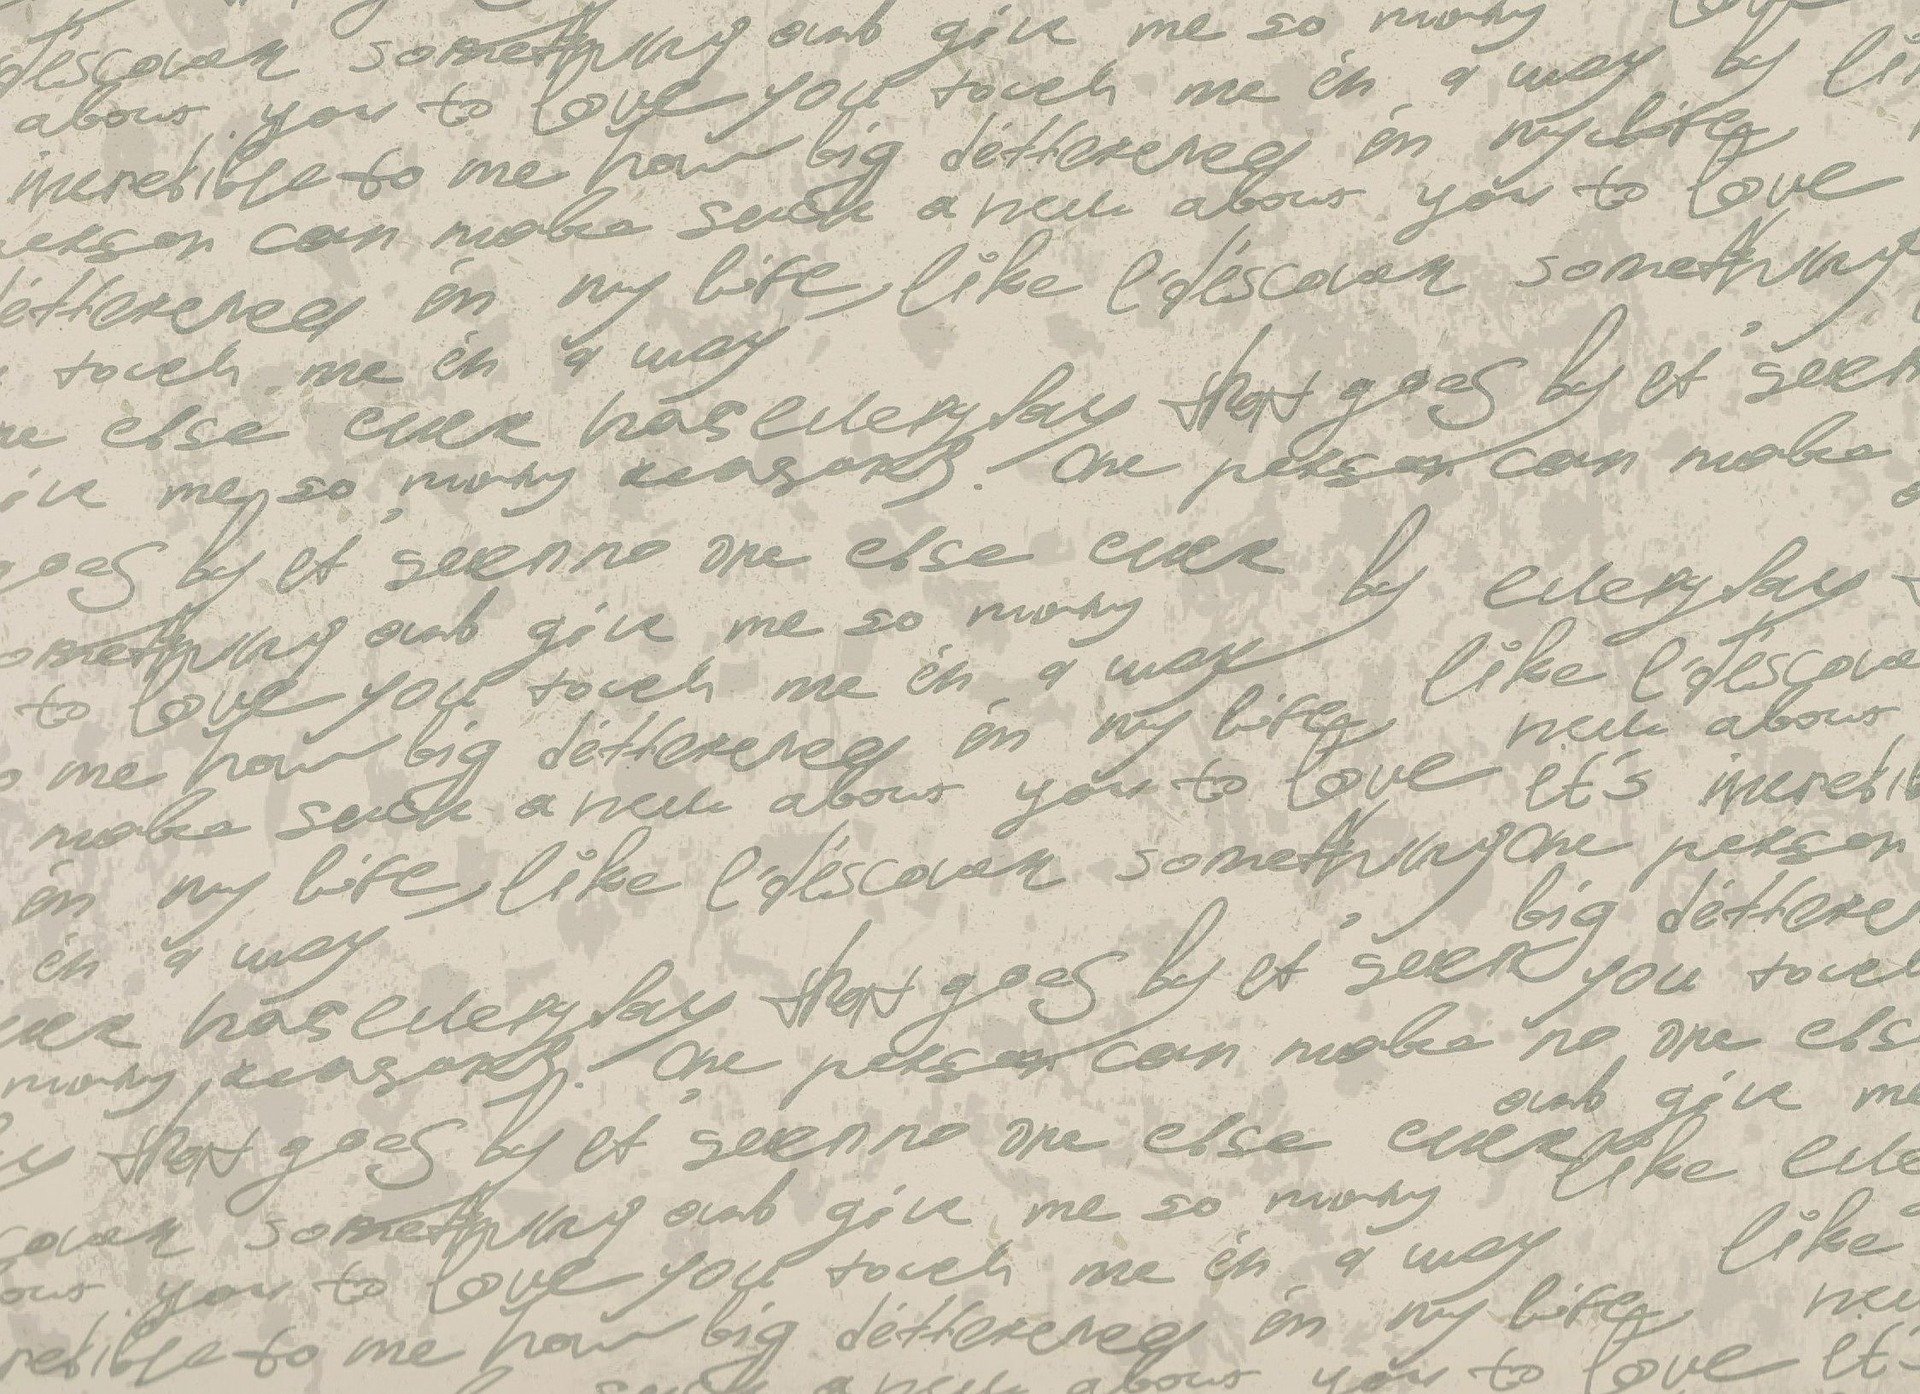 discover something and give me so many
about you to love you touch me in a way by li
incredible to me how big difference in my life,
person can make such a new about you to love
difference in my life, like I discover something
touch me in a way
one else ever has everyday that goes by it seem
give me, so many reasons. One person can make
goes by it seem no one else ever by everyday
something and give me so many
to love you touch me in a way like I discover
to me how big difference in my life, new about
make such a new about you to love it's incredib
in my life, like I discover something One person
in a way big differe
ever has everyday that goes by it seem you touch
many, reasons. One person can make no one else
and give me
that goes by it seem no one else ever like eve
cover something and give me so many
you to love you touch me in a way like
redible to me how big difference in my life, new
such a new about you to love it's